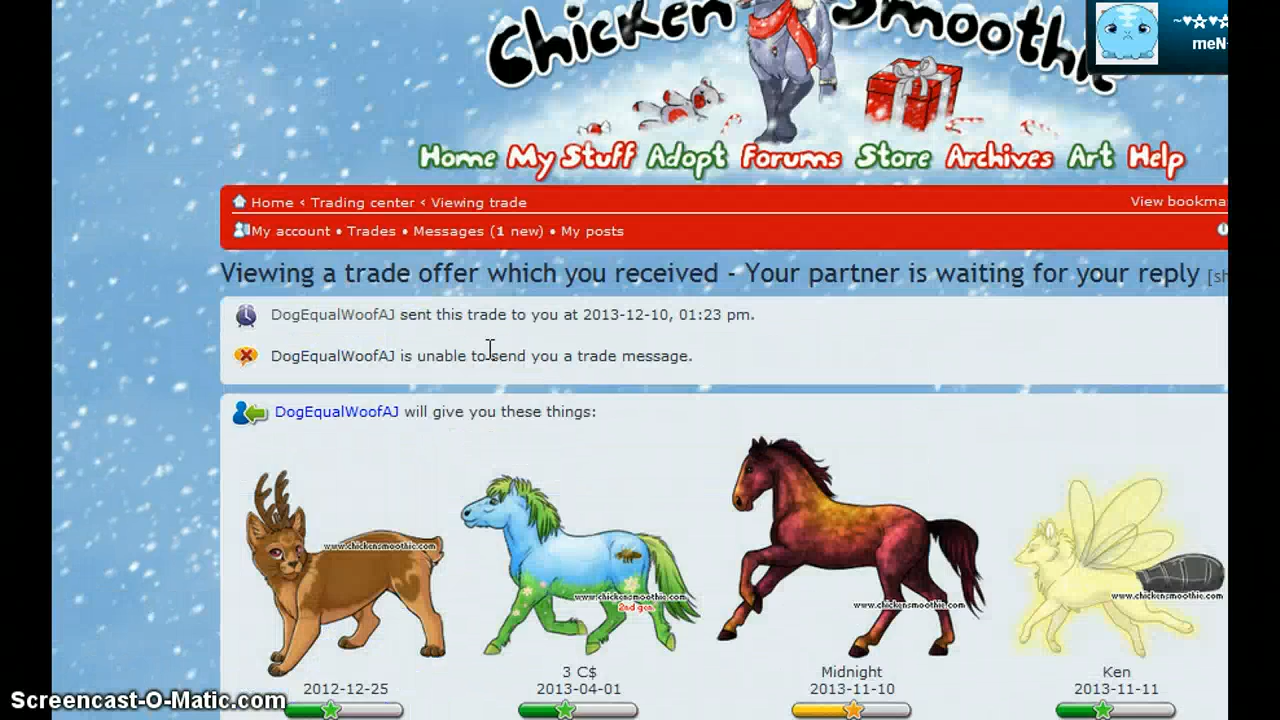 Chicken Smoothie
~♥☆♥☆
meN
Home My Stuff Adopt Forums Store Archives Art Help
Home ‹ Trading center ‹ Viewing trade
View bookma
My account • Trades • Messages (1 new) • My posts
Viewing a trade offer which you received - Your partner is waiting for your reply [sh
DogEqualWoofAJ sent this trade to you at 2013-12-10, 01:23 pm.
DogEqualWoofAJ is unable to send you a trade message.
DogEqualWoofAJ will give you these things:
www.chickensmoothie.com
www.chickensmoothie.com
2nd gen
www.chickensmoothie.com
www.chickensmoothie.com
3 C$
Midnight
Ken
2012-12-25
2013-04-01
2013-11-10
2013-11-11
Screencast-O-Matic.com